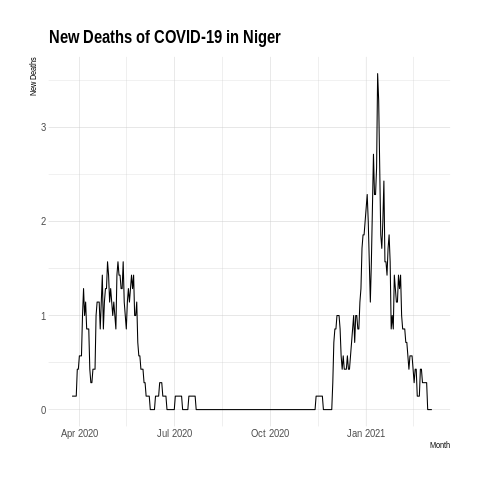 New Deaths of COVID-19 in Niger
New Deaths
3
2
1
0
Apr 2020 Jul 2020 Oct 2020 Jan 2021
Month